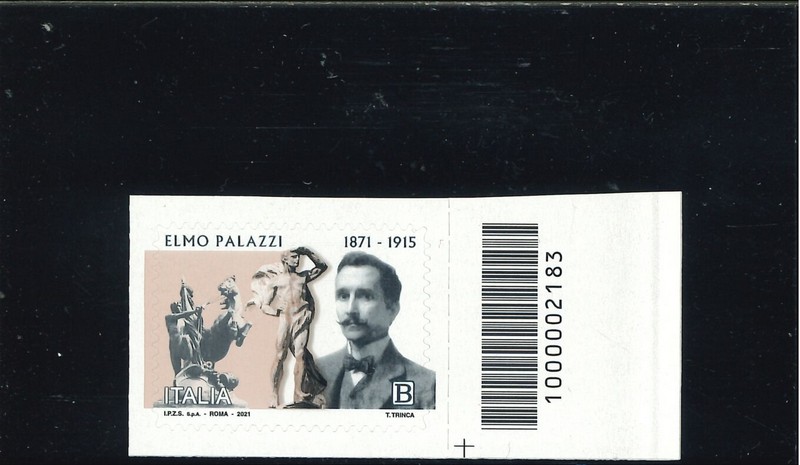 ELMO PALAZZI 1871 - 1915
ITALIA B
I.P.Z.S. S.p.A. - ROMA - 2021 T. TRINCA
1000002183